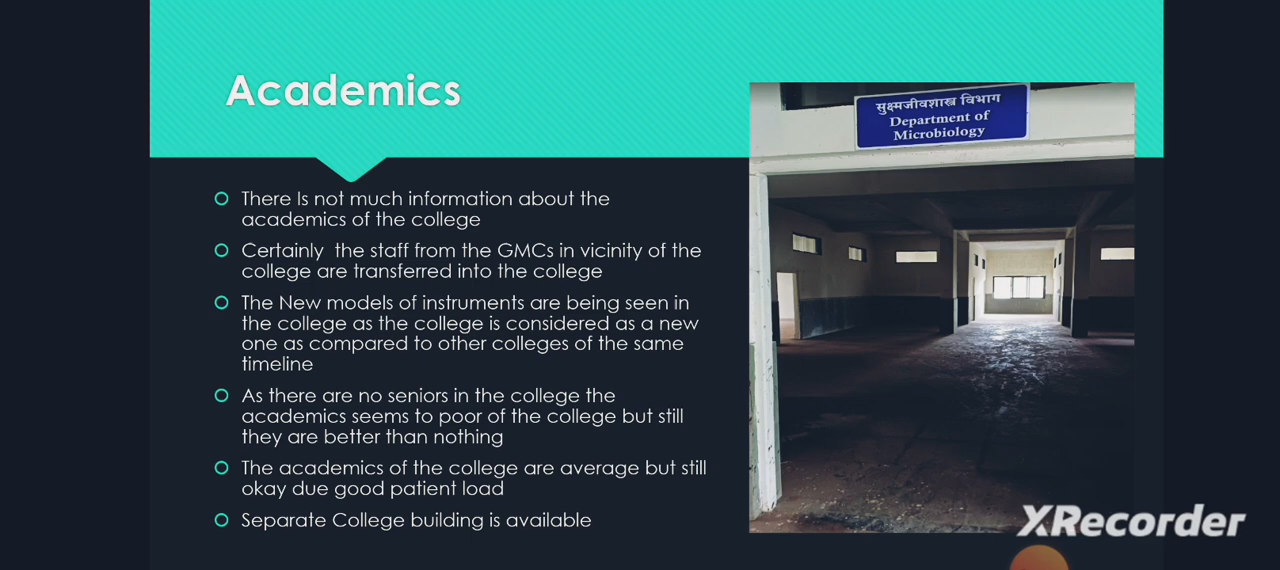 Academics
सुक्ष्मजीवशास्त्र विभाग
Department of
Microbiology
There Is not much information about the
academics of the college
Certainly the staff from the GMCs in vicinity of the
college are transferred into the college
The New models of instruments are being seen in
the college as the college is considered as a new
one as compared to other colleges of the same
timeline
As there are no seniors in the college the
academics seems to poor of the college but still
they are better than nothing
The academics of the college are average but still
okay due good patient load
Separate College building is available
XRecorder